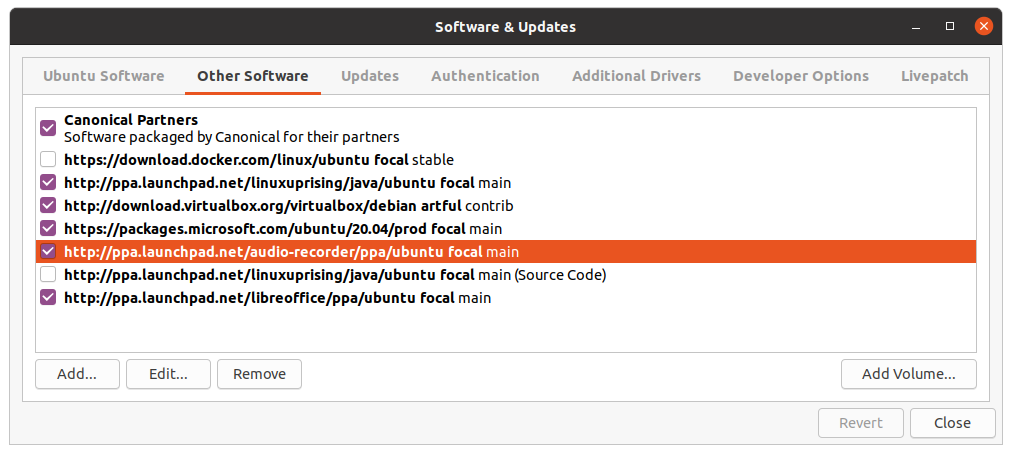 Software & Updates
Ubuntu Software Other Software Updates Authentication Additional Drivers Developer Options Livepatch
Canonical Partners
Software packaged by Canonical for their partners
https://download.docker.com/linux/ubuntu focal stable
http://ppa.launchpad.net/linuxuprising/java/ubuntu focal main
http://download.virtualbox.org/virtualbox/debian artful contrib
https://packages.microsoft.com/ubuntu/20.04/prod focal main
http://ppa.launchpad.net/audio-recorder/ppa/ubuntu focal main
http://ppa.launchpad.net/linuxuprising/java/ubuntu focal main (Source Code)
http://ppa.launchpad.net/libreoffice/ppa/ubuntu focal main
Add... Edit... Remove Add Volume...
Revert Close